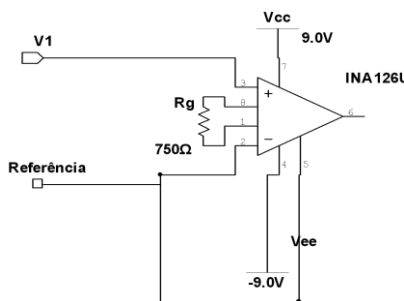 Vcc
9.0V
V1
INA126U
7
3
+
Rg
8
6
1
750Ω
−
2
4
5
Referência
Vee
-9.0V